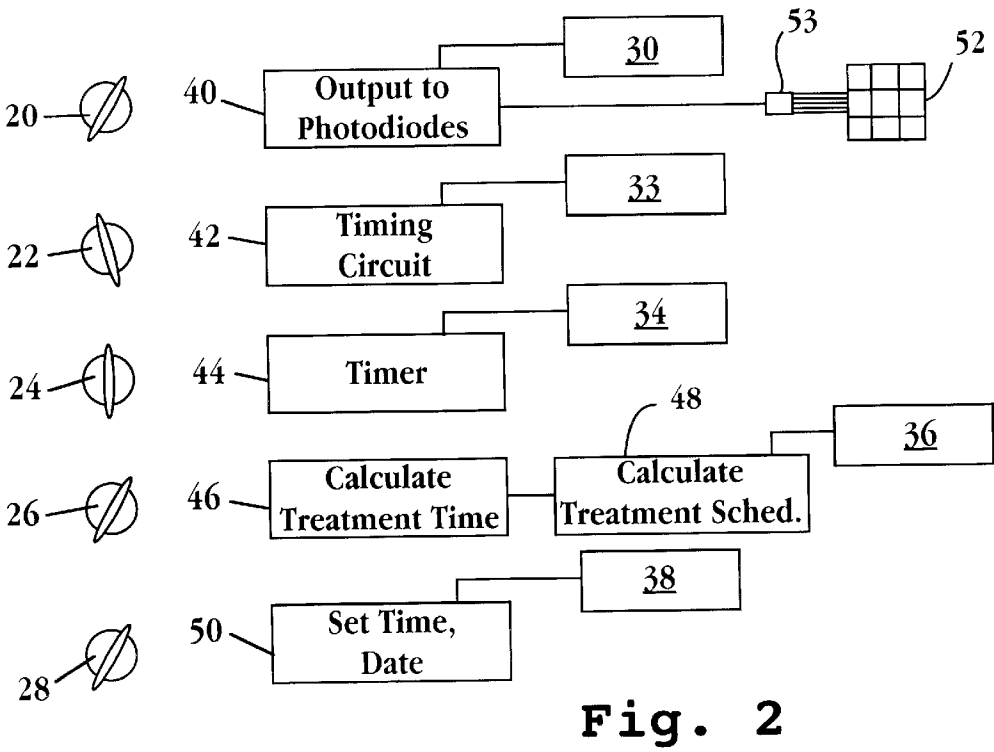 53
52
30
20
40
Output to
Photodiodes
33
22
42
Timing
Circuit
34
24
44
Timer
48
36
26
46
Calculate
Treatment Time
Calculate
Treatment Sched.
38
28
50
Set Time,
Date
Fig. 2